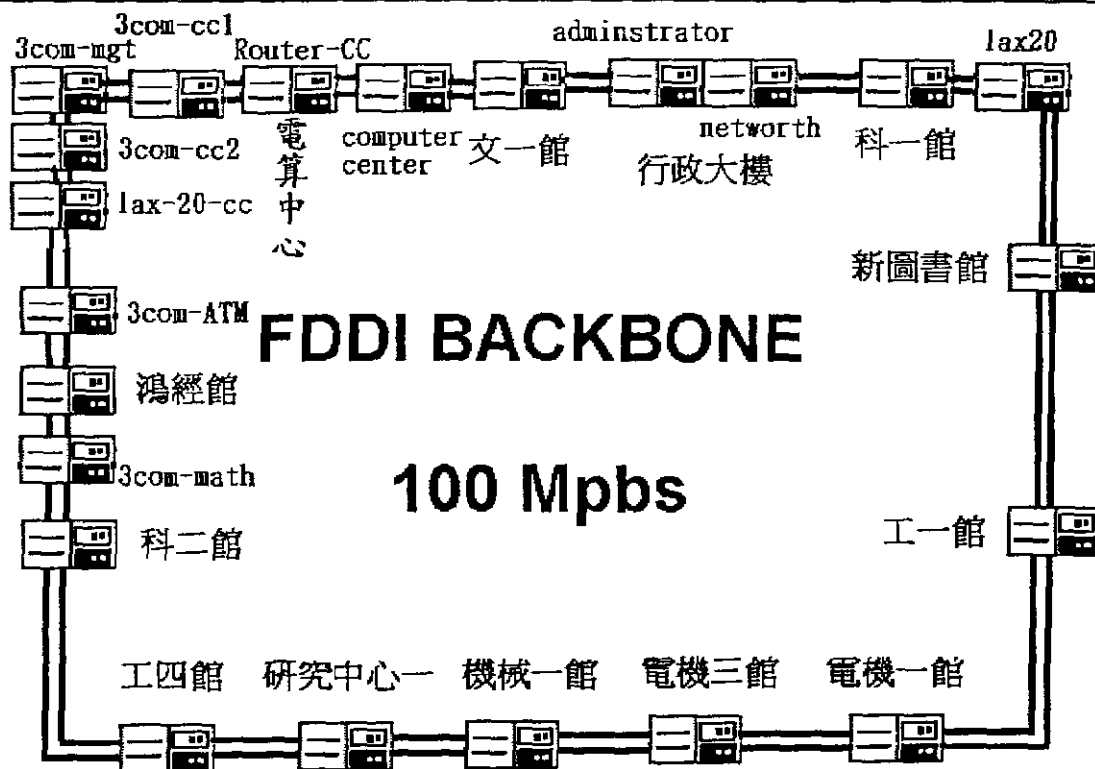 3com-cc1
3com-mgt
Router-CC
adminstrator
lax20
電算中心
computer
center
文一館
networth
行政大樓
科一館
3com-cc2
lax-20-cc
新圖書館
3com-ATM
FDDI BACKBONE
鴻經館
3com-math
100 Mpbs
科二館
工一館
工四館
研究中心一
機械一館
電機三館
電機一館